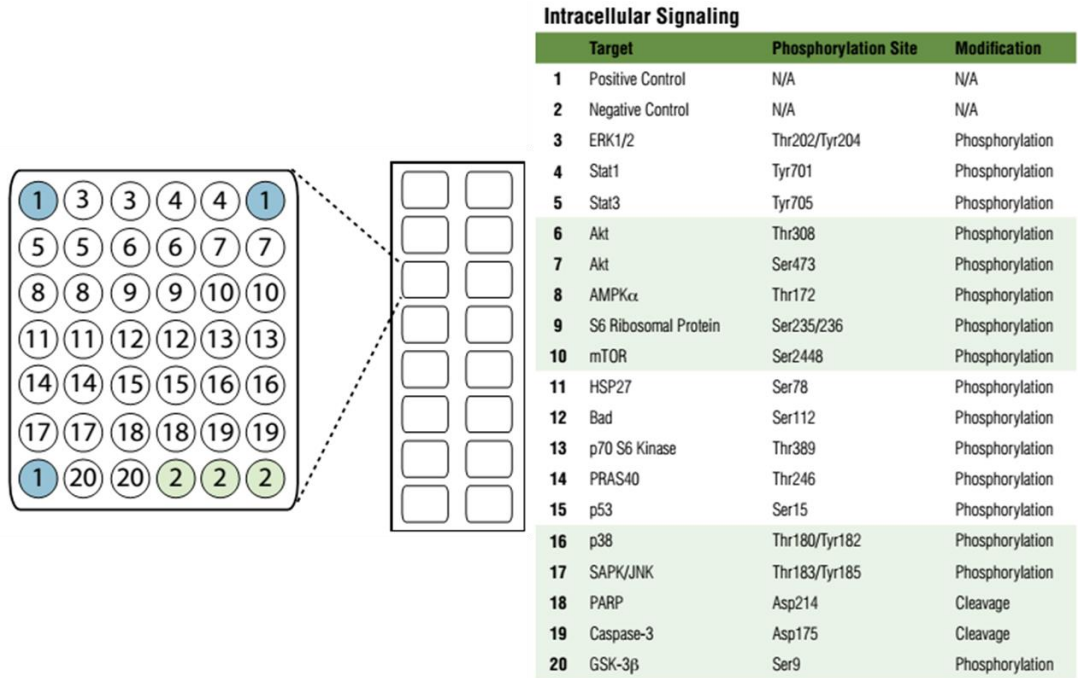 Intracellular Signaling
Target Phosphorylation Site Modification
1 Positive Control N/A N/A
2 Negative Control N/A N/A
3 ERK1/2 Thr202/Tyr204 Phosphorylation
4 Stat1 Tyr701 Phosphorylation
5 Stat3 Tyr705 Phosphorylation
6 Akt Thr308 Phosphorylation
7 Akt Ser473 Phosphorylation
8 AMPKα Thr172 Phosphorylation
9 S6 Ribosomal Protein Ser235/236 Phosphorylation
10 mTOR Ser2448 Phosphorylation
11 HSP27 Ser78 Phosphorylation
12 Bad Ser112 Phosphorylation
13 p70 S6 Kinase Thr389 Phosphorylation
14 PRAS40 Thr246 Phosphorylation
15 p53 Ser15 Phosphorylation
16 p38 Thr180/Tyr182 Phosphorylation
17 SAPK/JNK Thr183/Tyr185 Phosphorylation
18 PARP Asp214 Cleavage
19 Caspase-3 Asp175 Cleavage
20 GSK-3β Ser9 Phosphorylation
1 3 3 4 4 1
5 5 6 6 7 7
8 8 9 9 10 10
11 11 12 12 13 13
14 14 15 15 16 16
17 17 18 18 19 19
1 20 20 2 2 2